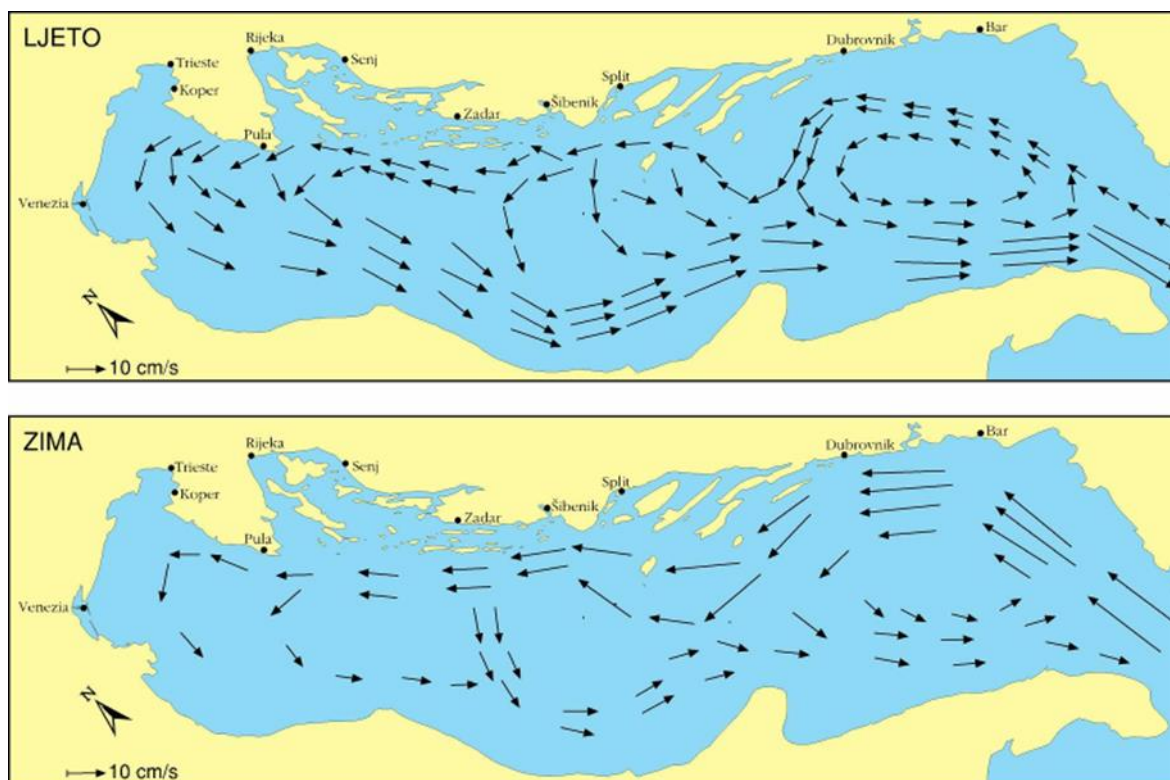 LJETO
Rijeka
Senj
Trieste
Koper
Pula
Zadar
Šibenik
Split
Dubrovnik
Bar
Venezia
N
10 cm/s
ZIMA
Rijeka
Senj
Trieste
Koper
Pula
Zadar
Šibenik
Split
Dubrovnik
Bar
Venezia
N
10 cm/s